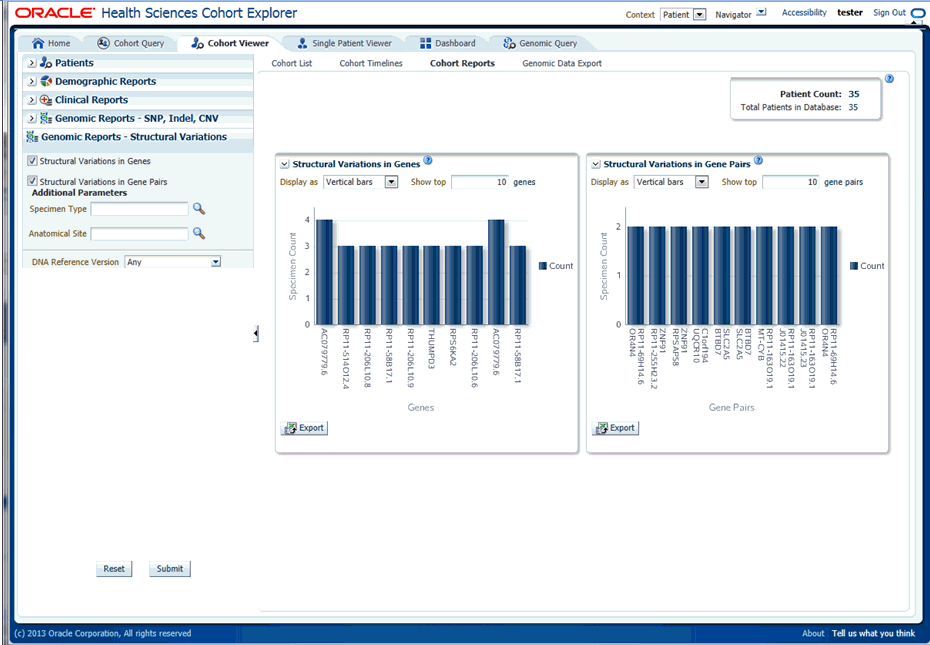 ORACLE Health Sciences Cohort Explorer
Context Patient Navigator Accessibility tester Sign Out
Home Cohort Query Cohort Viewer Single Patient Viewer Dashboard Genomic Query
Patients
Demographic Reports
Clinical Reports
Genomic Reports - SNP, Indel, CNV
Genomic Reports - Structural Variations
Structural Variations in Genes
Structural Variations in Gene Pairs
Additional Parameters
Specimen Type
Anatomical Site
DNA Reference Version Any
Reset Submit
Cohort List Cohort Timelines Cohort Reports Genomic Data Export
Patient Count: 35
Total Patients in Database: 35
Structural Variations in Genes
Display as Vertical bars Show top 10 genes
4
3
2
1
0
Specimen Count
Count
AC079779.6
RP11-514O12.4
RP11-206L10.8
RP11-58B17.1
RP11-206L10.9
THUMPD3
RPS6KA2
RP11-206L10.6
AC079779.6
RP11-58B17.1
Genes
Export
Structural Variations in Gene Pairs
Display as Vertical bars Show top 10 gene pairs
2
1
0
Specimen Count
Count
RP11-69H14.6
OR4N4
RP11-255H23.2
ZNF91
RPSAP58
C1orf194
UQCR10
SLC2A5
BTBD7
BTBD7
SLC2A5
RP11-163O19.1
MT-CYB
RP11-163O19.1
J01415.22
RP11-163O19.1
J01415.23
RP11-69H14.6
OR4N4
Gene Pairs
Export
(c) 2013 Oracle Corporation, All rights reserved
About Tell us what you think